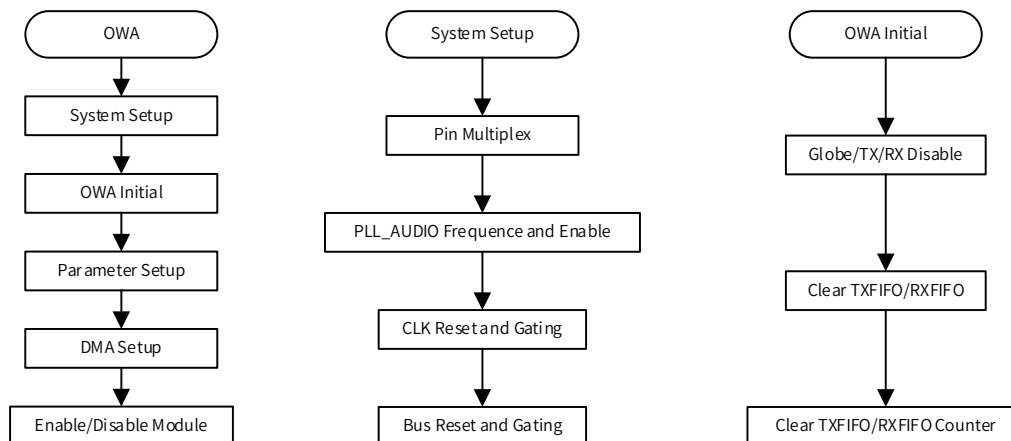 OWA
System Setup
OWA Initial
Parameter Setup
DMA Setup
Enable/Disable Module
System Setup
Pin Multiplex
PLL_AUDIO Frequence and Enable
CLK Reset and Gating
Bus Reset and Gating
OWA Initial
Globe/TX/RX Disable
Clear TXFIFO/RXFIFO
Clear TXFIFO/RXFIFO Counter